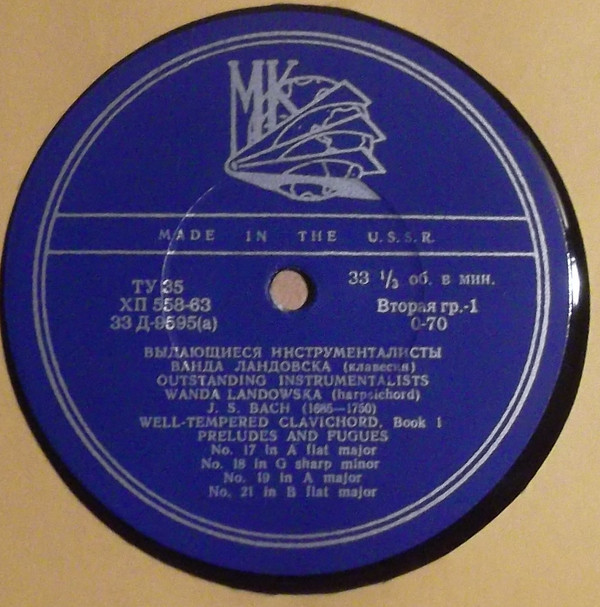 МК
MADE IN THE U.S.S.R.
ТУ 35
ХП 558-63
33 Д-9595(а)
33 1/3 об. в мин.
Вторая гр.-1
0-70
ВЫДАЮЩИЕСЯ ИНСТРУМЕНТАЛИСТЫ
ВАНДА ЛАНДОВСКА (клавесин)
OUTSTANDING INSTRUMENTALISTS
WANDA LANDOWSKA (harpsichord)
J. S. BACH (1685—1750)
WELL-TEMPERED CLAVICHORD, Book 1
PRELUDES AND FUGUES
No. 17 in A flat major
No. 18 in G sharp minor
No. 19 in A major
No. 21 in B flat major